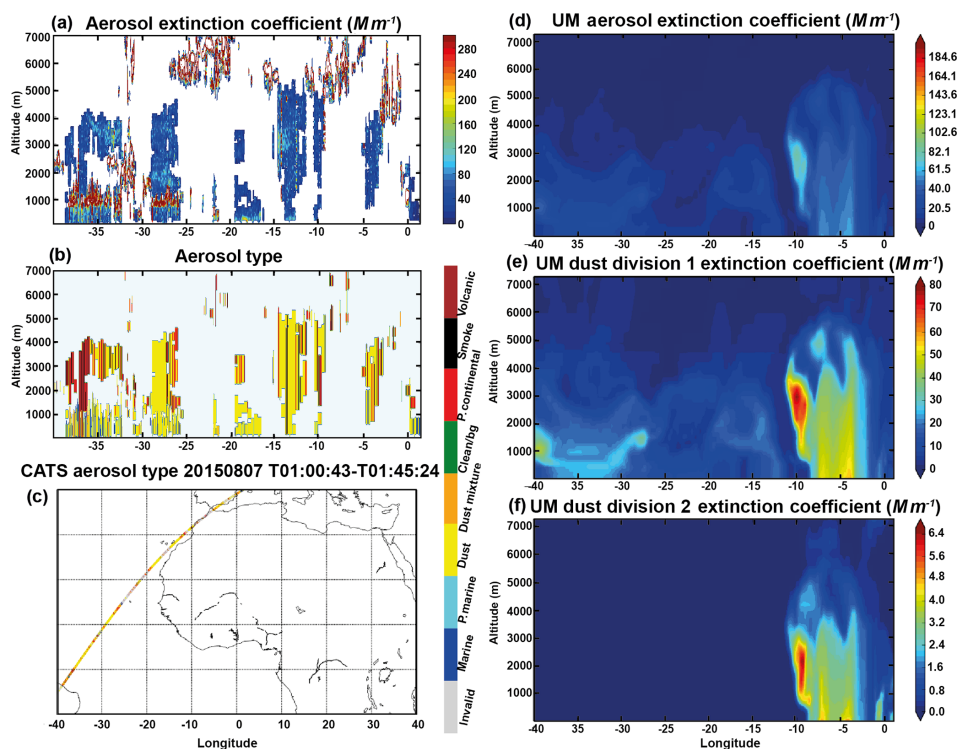 (a) Aerosol extinction coefficient (Mm⁻¹)
7000
6000
5000
4000
3000
2000
1000
Altitude (m)
-35 -30 -25 -20 -15 -10 -5 0
280
240
200
160
120
80
40
0
(b) Aerosol type
7000
6000
5000
4000
3000
2000
1000
Altitude (m)
-35 -30 -25 -20 -15 -10 -5 0
CATS aerosol type 20150807 T01:00:43-T01:45:24
(c)
-40 -30 -20 -10 0 10 20 30 40
Longitude
Volcanic
Smoke
P. continental
Clean/bg
Dust mixture
Dust
P. marine
Marine
Invalid
(d) UM aerosol extinction coefficient (Mm⁻¹)
7000
6000
5000
4000
3000
2000
1000
0
Altitude (m)
-40 -35 -30 -25 -20 -15 -10 -5 0
184.6
164.1
143.6
123.1
102.6
82.1
60.0
40.0
20.5
0
(e) UM dust division 1 extinction coefficient (Mm⁻¹)
7000
6000
5000
4000
3000
2000
1000
0
Altitude (m)
-40 -35 -30 -25 -20 -15 -10 -5 0
80
70
60
50
40
30
20
10
0
(f) UM dust division 2 extinction coefficient (Mm⁻¹)
7000
6000
5000
4000
3000
2000
1000
0
Altitude (m)
-40 -35 -30 -25 -20 -15 -10 -5 0
Longitude
6.4
5.6
4.8
4.0
3.2
2.4
1.6
0.8
0.0